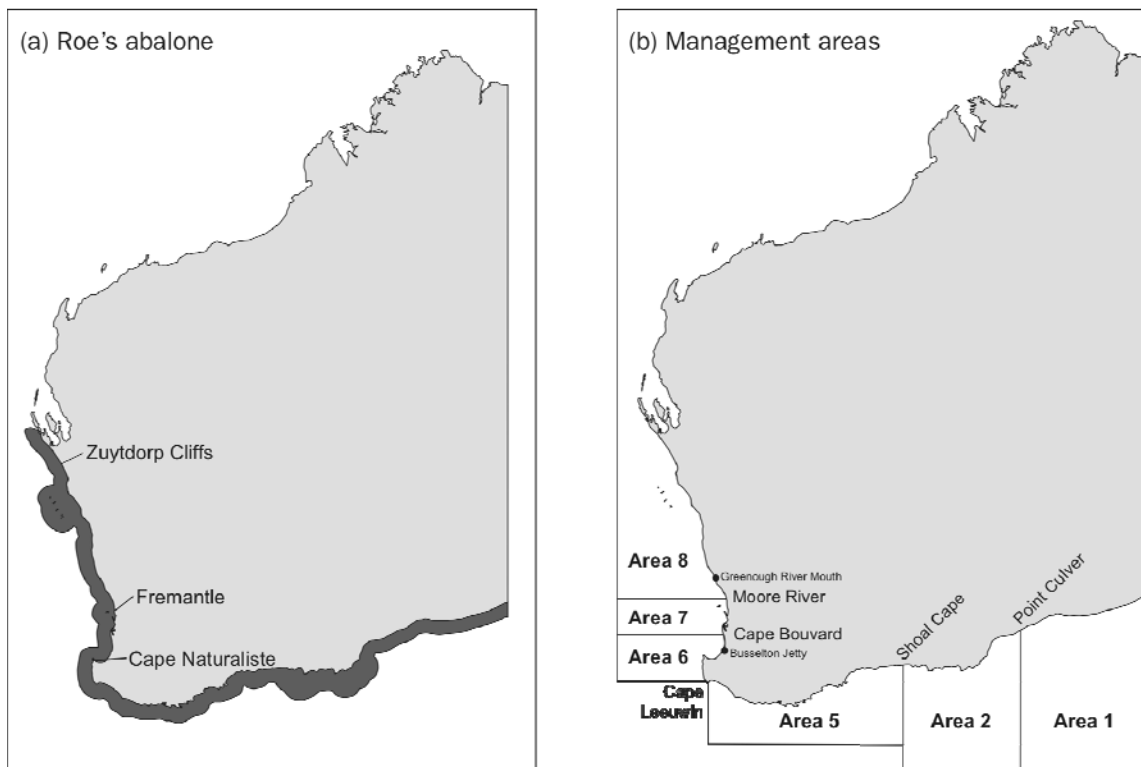 (a) Roe's abalone
Zuytdorp Cliffs
Fremantle
Cape Naturaliste
(b) Management areas
Area 8
Greenough River Mouth
Moore River
Area 7
Cape Bouvard
Area 6
Busselton Jetty
Cape
Leeuwin
Shoal Cape
Point Culver
Area 5
Area 2
Area 1